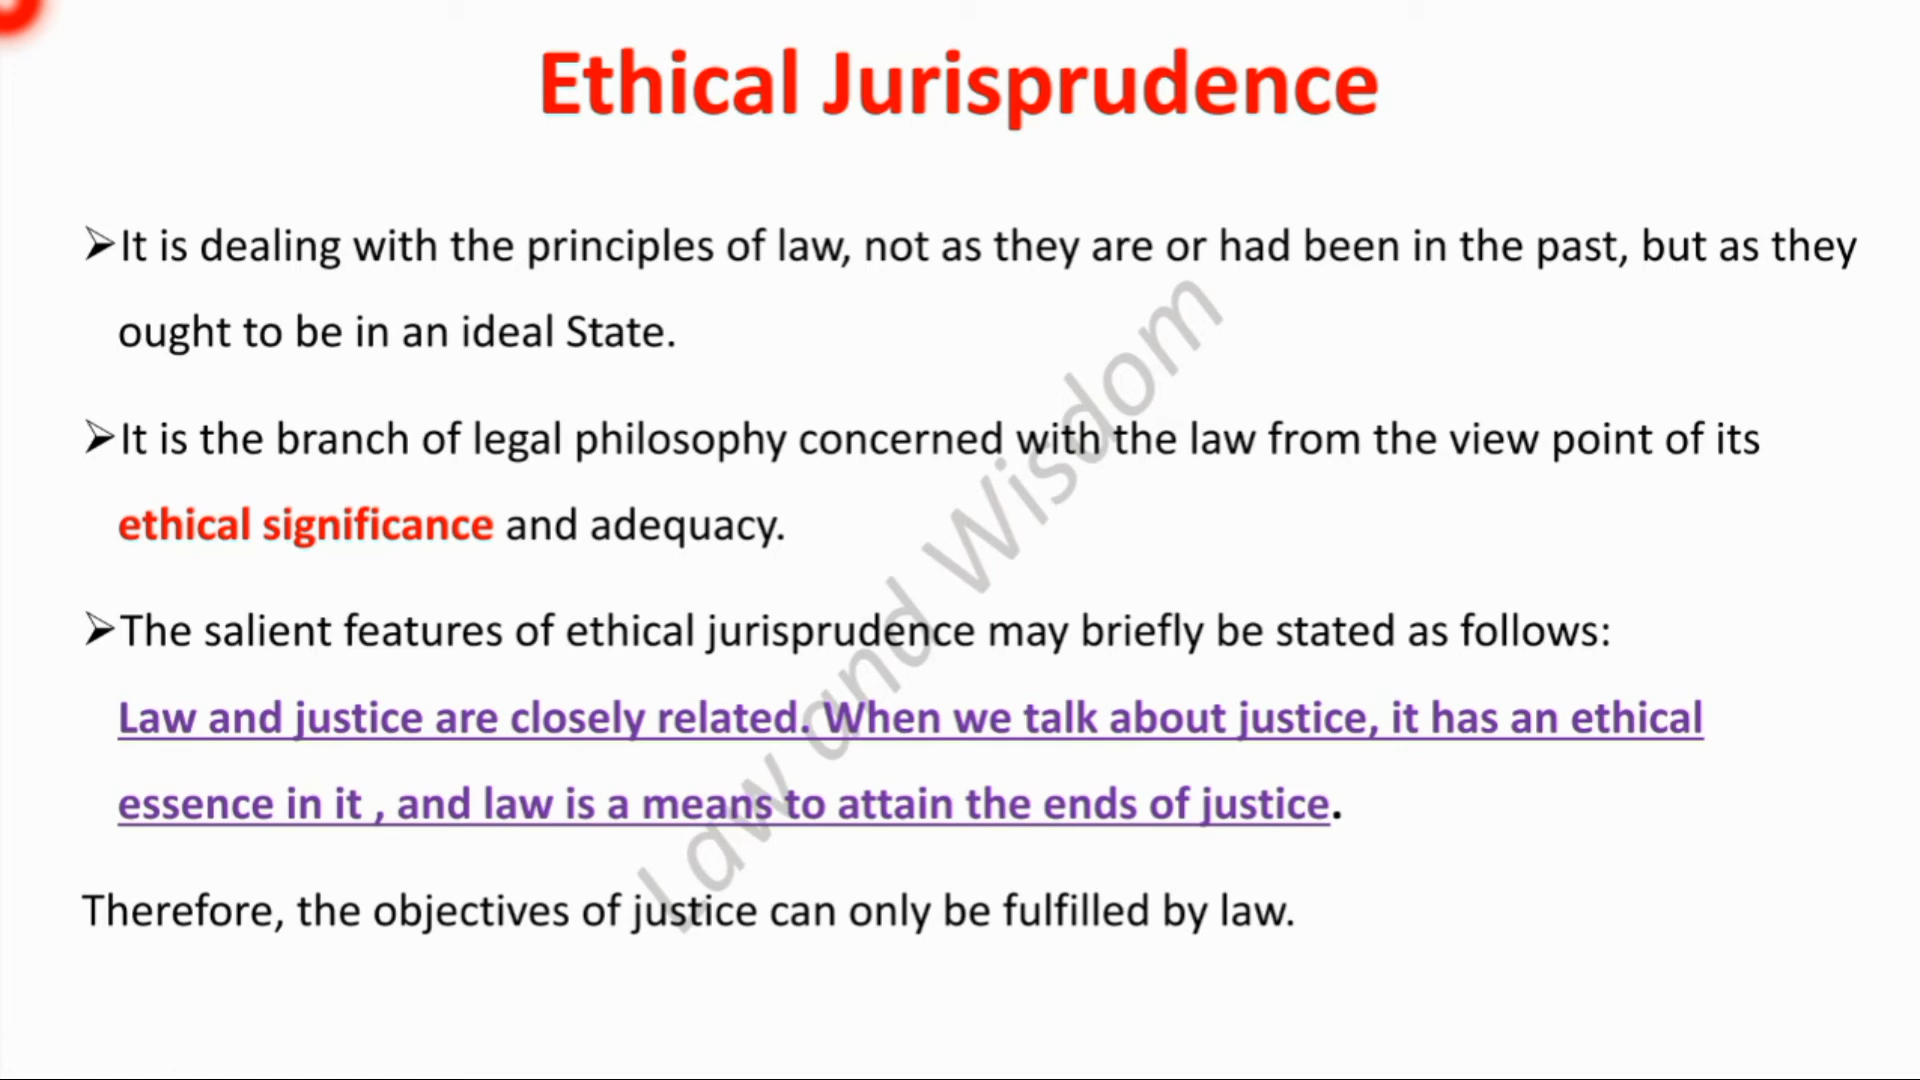 Ethical Jurisprudence
➢It is dealing with the principles of law, not as they are or had been in the past, but as they
ought to be in an ideal State.
➢It is the branch of legal philosophy concerned with the law from the view point of its
ethical significance and adequacy.
➢The salient features of ethical jurisprudence may briefly be stated as follows:
Law and justice are closely related. When we talk about justice, it has an ethical
essence in it , and law is a means to attain the ends of justice.
Therefore, the objectives of justice can only be fulfilled by law.
Law and Wisdom